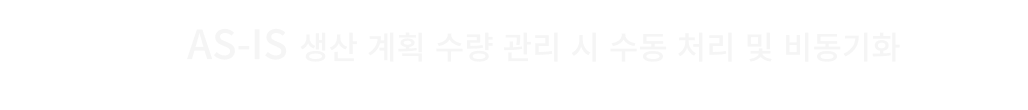 AS-IS 생산 계획 수량 관리 시 수동 처리 및 비동기화